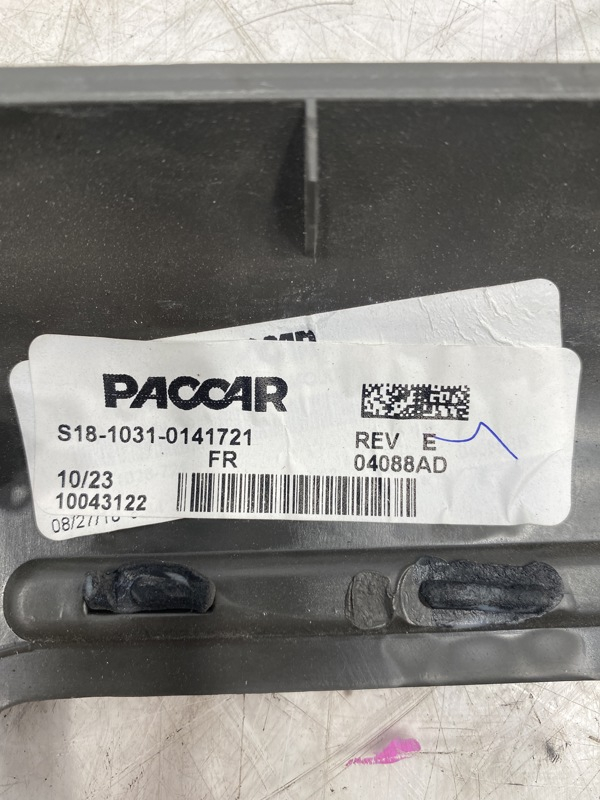 PACCAR
S18-1031-0141721
REV E
FR
04088AD
10/23
10043122